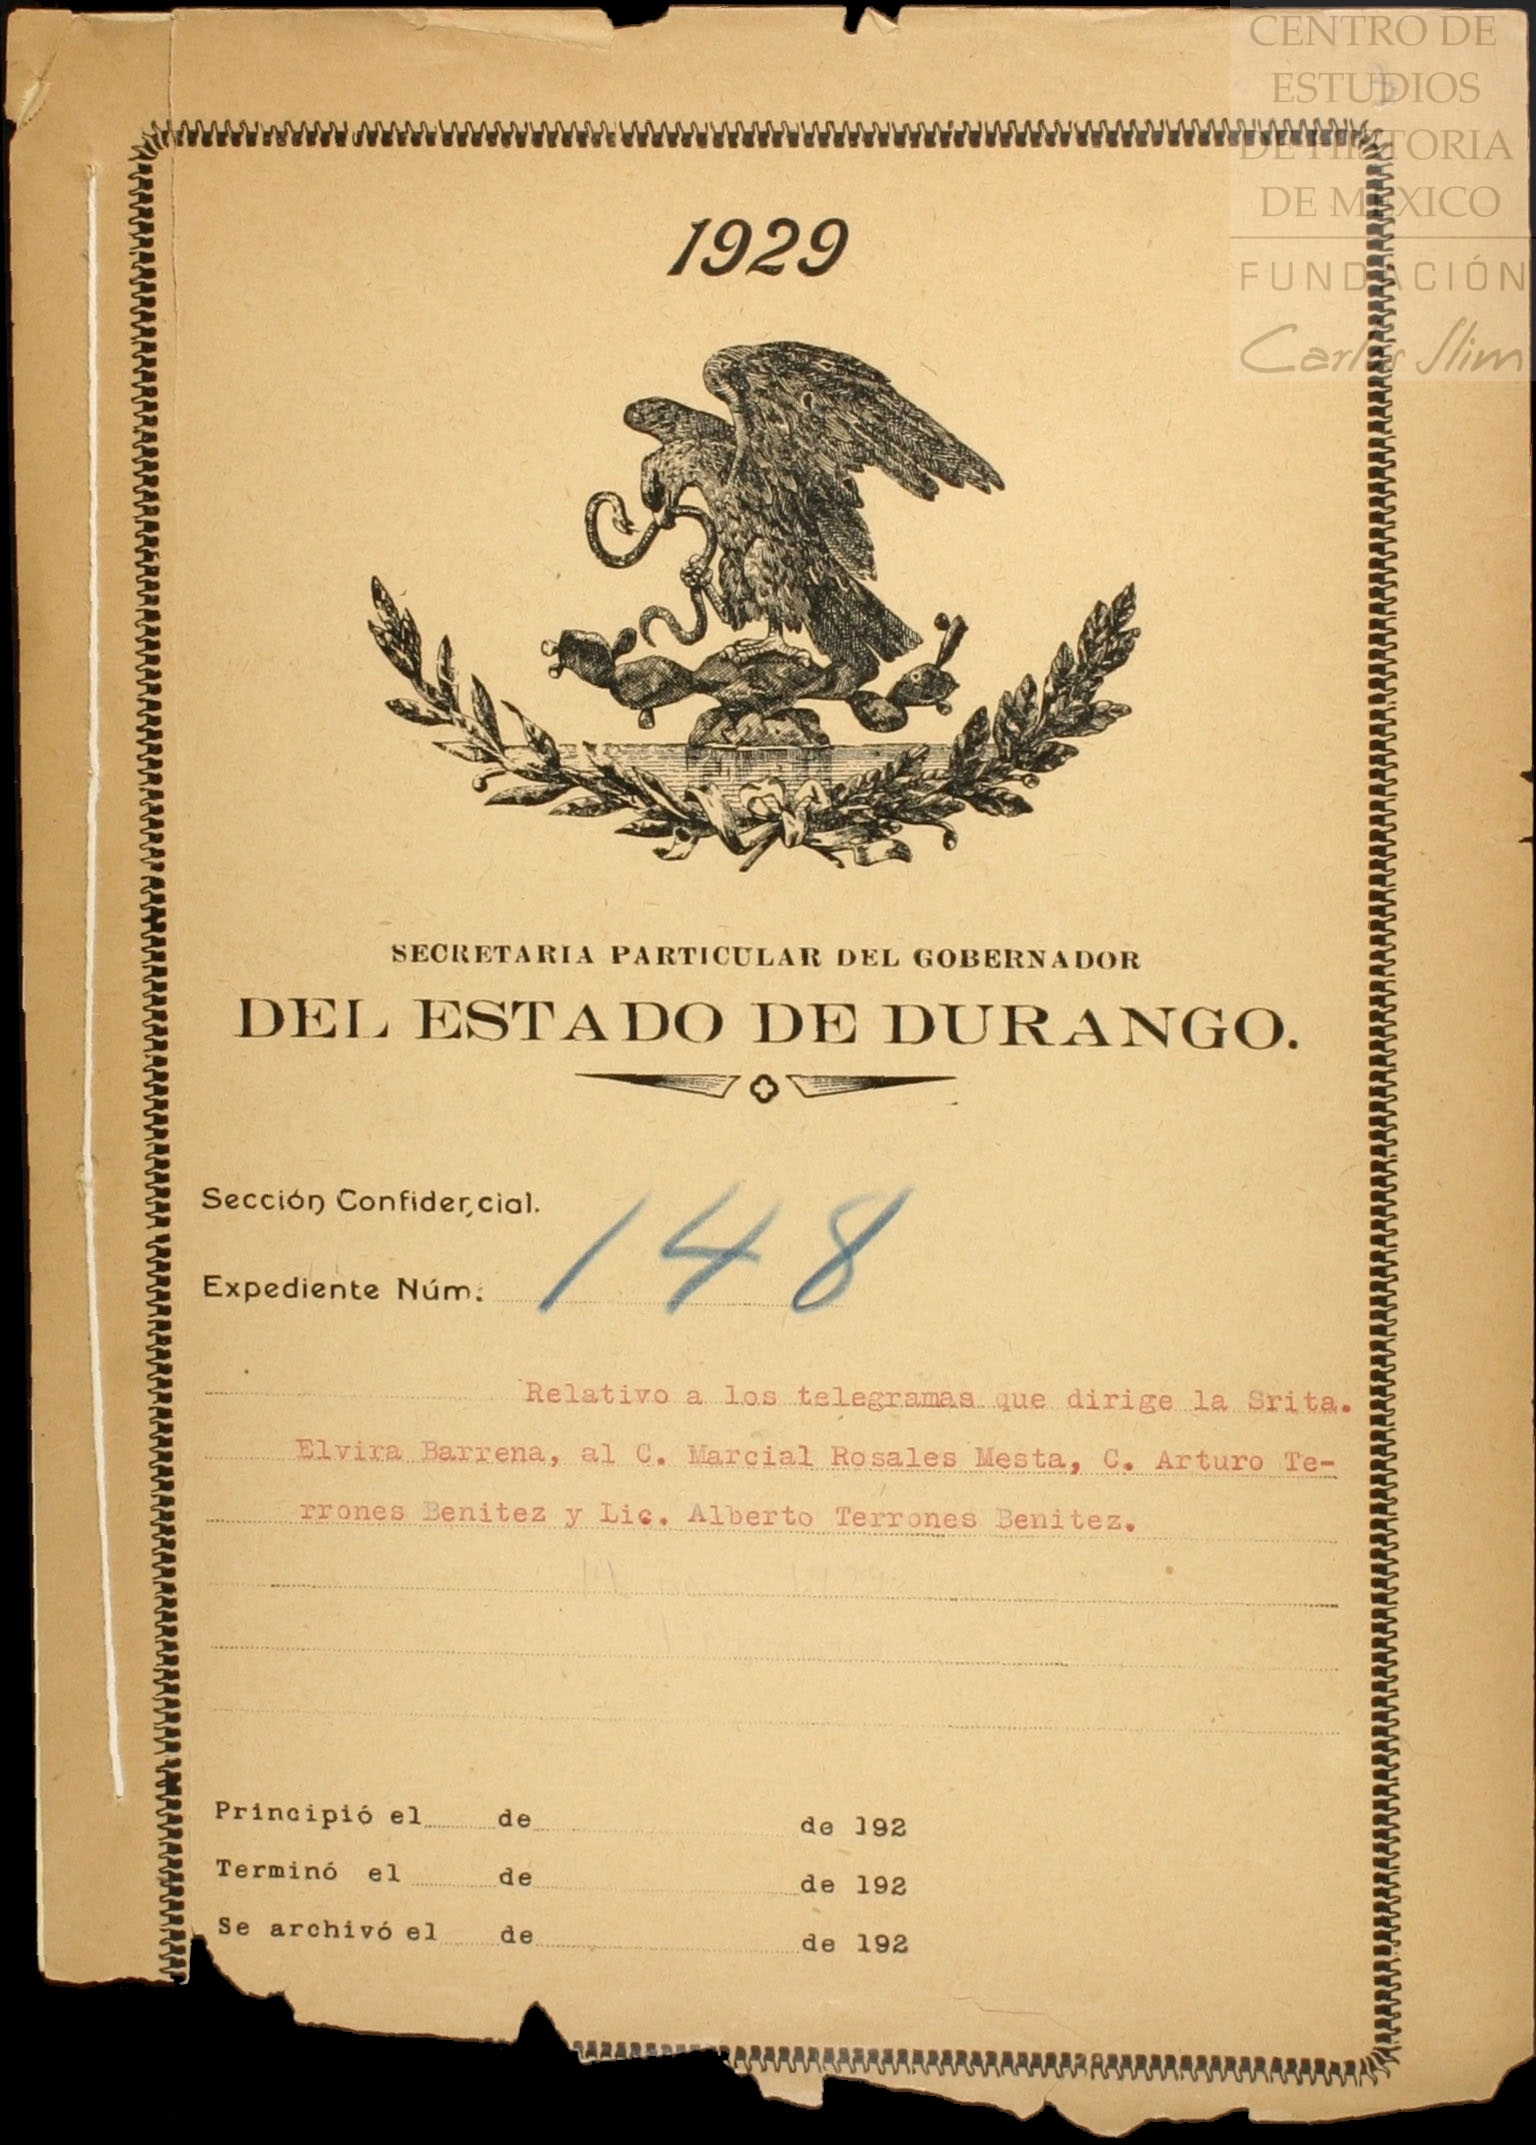 CENTRO DE
ESTUDIOS
DE HISTORIA
DE MÉXICO
FUNDACIÓN
Carlos Slim
1929
SECRETARIA PARTICULAR DEL GOBERNADOR
DEL ESTADO DE DURANGO.
Sección Confidencial.
Expediente Núm. 148
Relativo a los telegramas que dirige la Srita.
Elvira Barrena, al C. Marcial Rosales Mesta, C. Arturo Te-
rrones Benitez y Lic. Alberto Terrones Benitez.
Principió el de de 192
Terminó el de de 192
Se archivó el de de 192